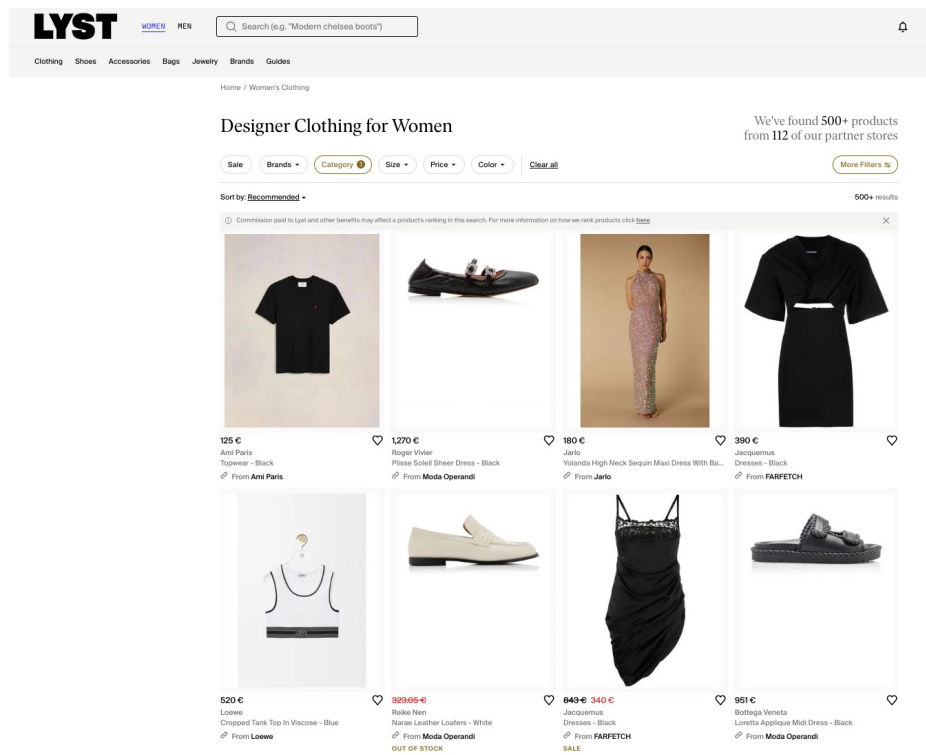 LYST
WOMEN MEN
Search (e.g. "Modern chelsea boots")
Clothing Shoes Accessories Bags Jewelry Brands Guides
Home / Women's Clothing
Designer Clothing for Women
We've found 500+ products
from 112 of our partner stores
Sale Brands Category 1 Size Price Color Clear all
More Filters
Sort by: Recommended
500+ results
Commission paid to Lyst and other benefits may affect a product's ranking in this search. For more information on how we rank products click here.
125 €
Ami Paris
Topwear - Black
From Ami Paris
1,270 €
Roger Vivier
Plisse Soleil Sheer Dress - Black
From Moda Operandi
180 €
Jarlo
Yolanda High Neck Sequin Maxi Dress With Ba...
From Jarlo
390 €
Jacquemus
Dresses - Black
From FARFETCH
520 €
Loewe
Cropped Tank Top In Viscose - Blue
From Loewe
323.05 €
Reike Nen
Narae Leather Loafers - White
From Moda Operandi
OUT OF STOCK
843 € 340 €
Jacquemus
Dresses - Black
From FARFETCH
SALE
951 €
Bottega Veneta
Loretta Applique Midi Dress - Black
From Moda Operandi